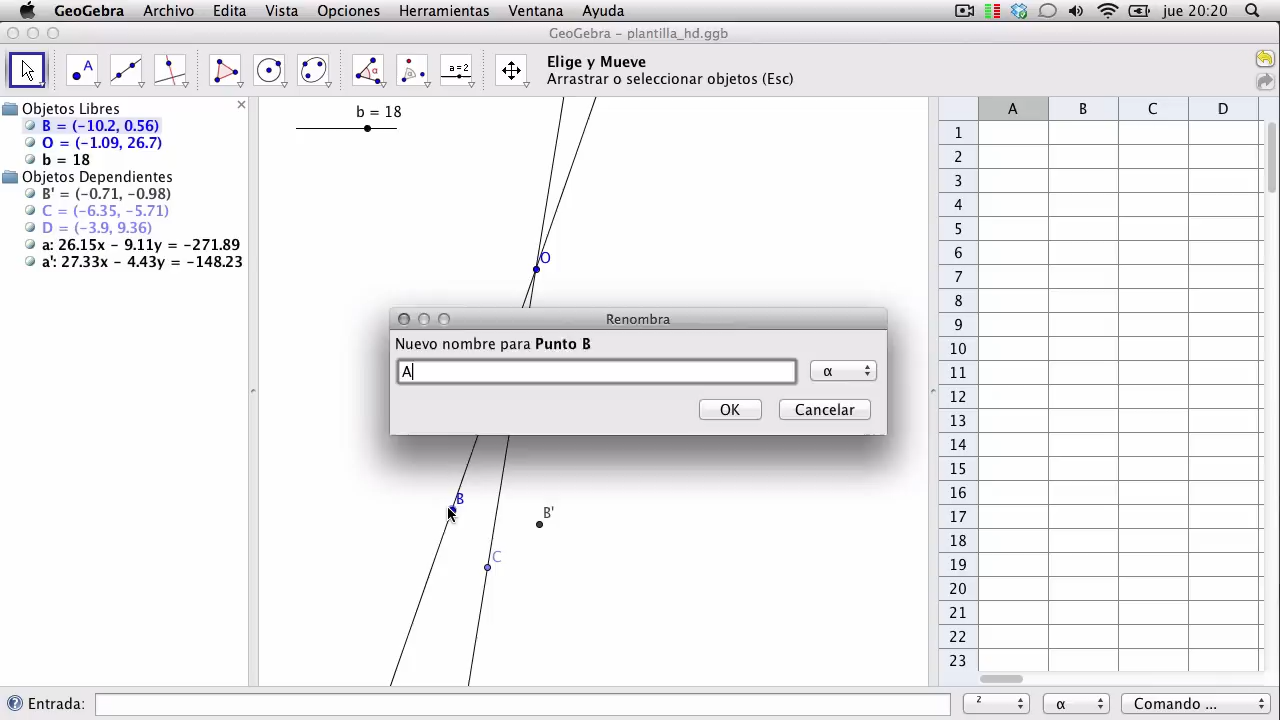 GeoGebra Archivo Edita Vista Opciones Herramientas Ventana Ayuda jue 20:20
GeoGebra – plantilla_hd.ggb
A a=2 Elige y Mueve
Arrastrar o seleccionar objetos (Esc)
Objetos Libres
B = (–10.2, 0.56)
O = (–1.09, 26.7)
b = 18
Objetos Dependientes
B' = (–0.71, –0.98)
C = (–6.35, –5.71)
D = (–3.9, 9.36)
a: 26.15x – 9.11y = –271.89
a': 27.33x – 4.43y = –148.23
b = 18
O
Renombra
Nuevo nombre para Punto B
A α
OK Cancelar
B
B'
C
A B C D
1
2
3
4
5
6
7
8
9
10
11
12
13
14
15
16
17
18
19
20
21
22
23
Entrada: ² α Comando ...